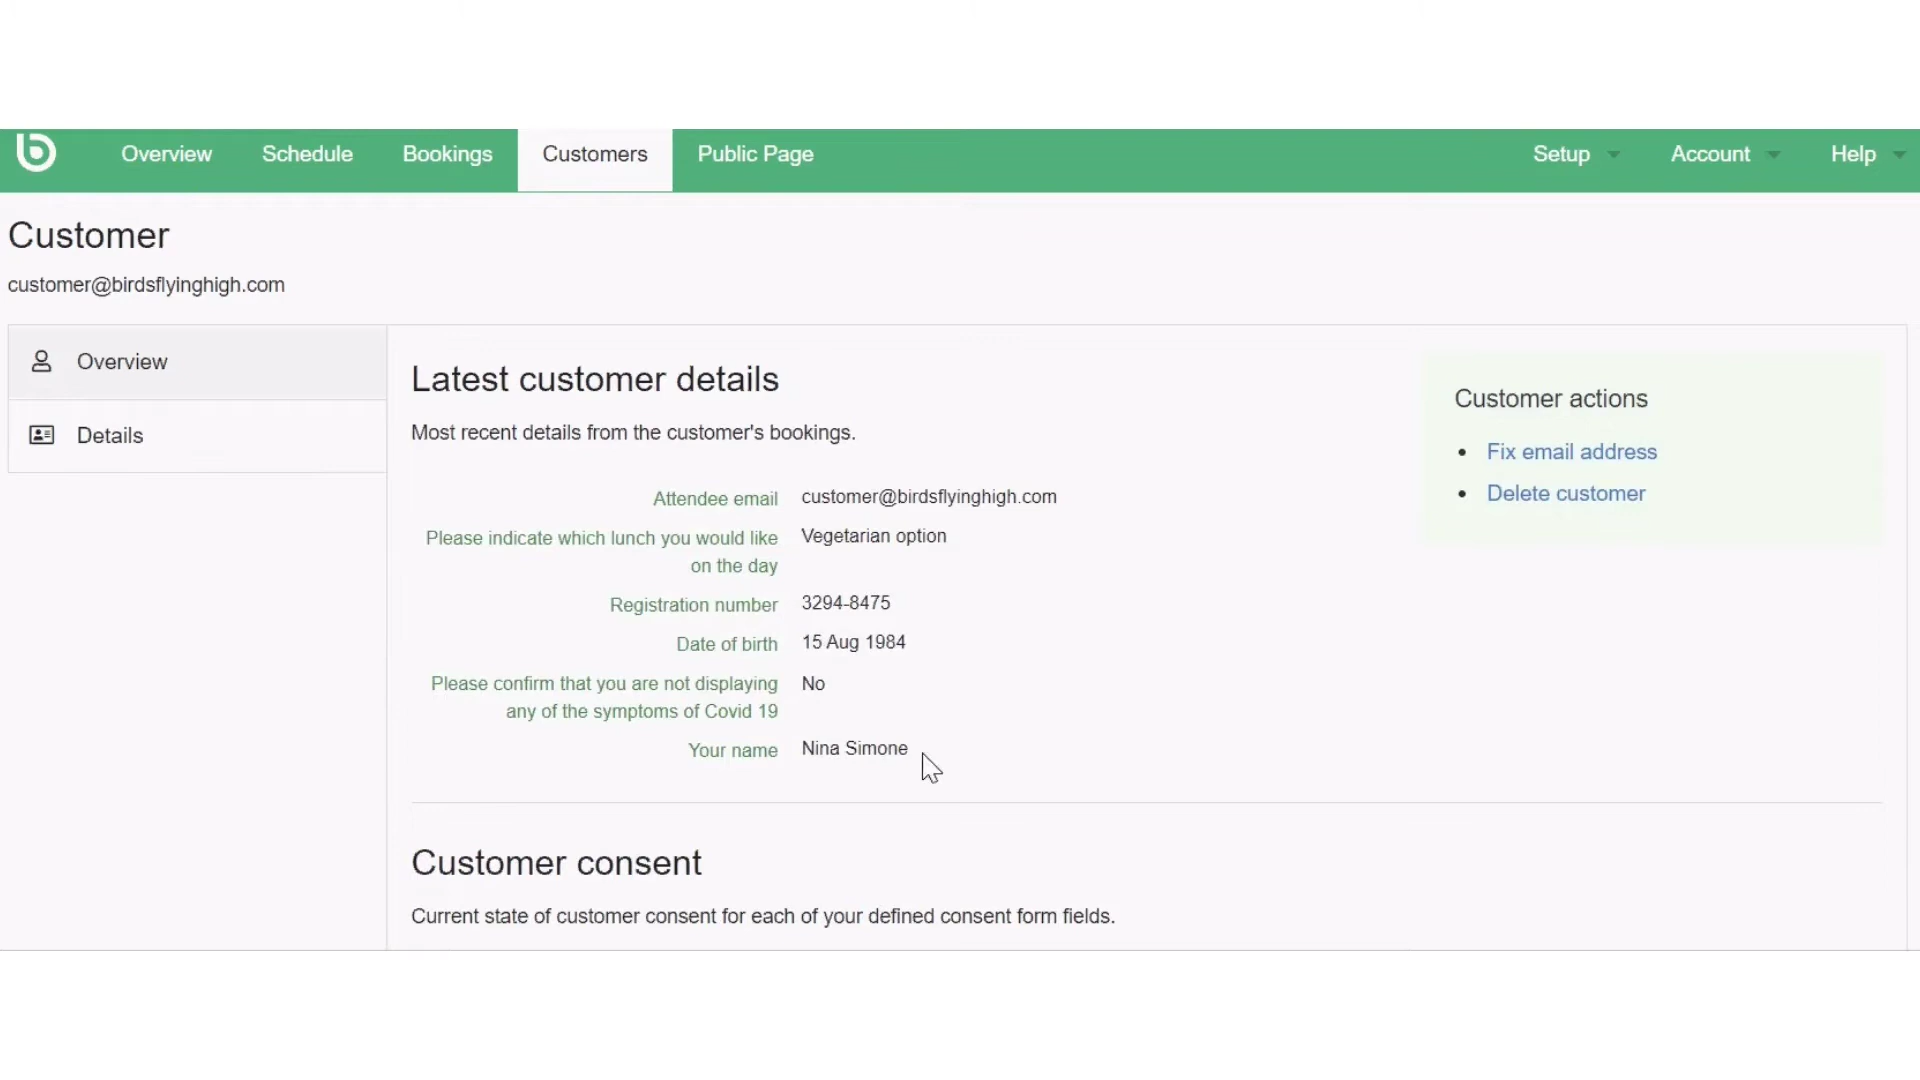 Overview
Schedule
Bookings
Customers
Public Page
Setup
Account
Help
Customer
customer@birdsflyinghigh.com
Overview
Details
Latest customer details
Most recent details from the customer's bookings.
Attendee email
customer@birdsflyinghigh.com
Please indicate which lunch you would like
on the day
Vegetarian option
Registration number
3294-8475
Date of birth
15 Aug 1984
Please confirm that you are not displaying
any of the symptoms of Covid 19
No
Your name
Nina Simone
Customer actions
Fix email address
Delete customer
Customer consent
Current state of customer consent for each of your defined consent form fields.